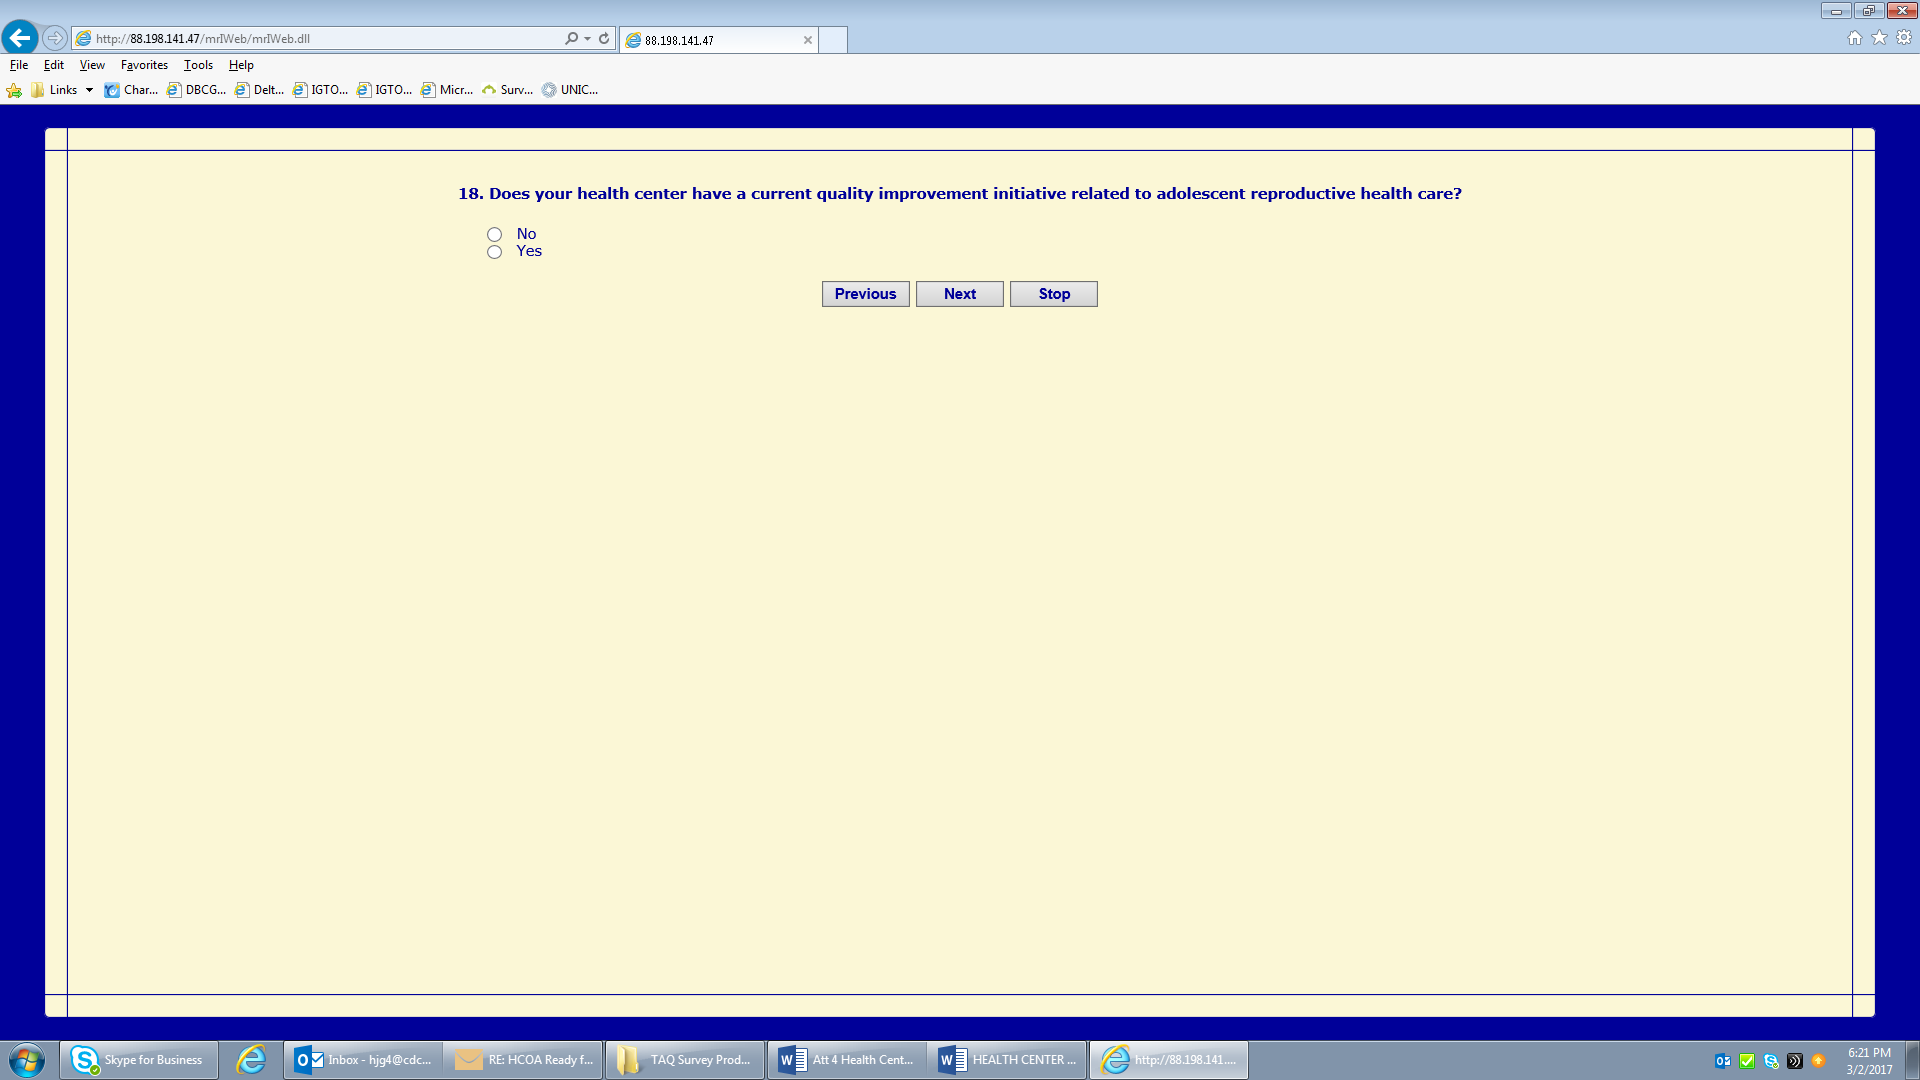 http://88.198.141.47/mrIWeb/mrIWeb.dll
88.198.141.47
File Edit View Favorites Tools Help
Links Char... DBCG... Delt... IGTO... IGTO... Micr... Surv... UNIC...
18. Does your health center have a current quality improvement initiative related to adolescent reproductive health care?
No
Yes
Previous Next Stop
Skype for Business Inbox - hjg4@cdc... RE: HCOA Ready f... TAQ Survey Prod... Att 4 Health Cent... HEALTH CENTER ... http://88.198.141....
6:21 PM
3/2/2017